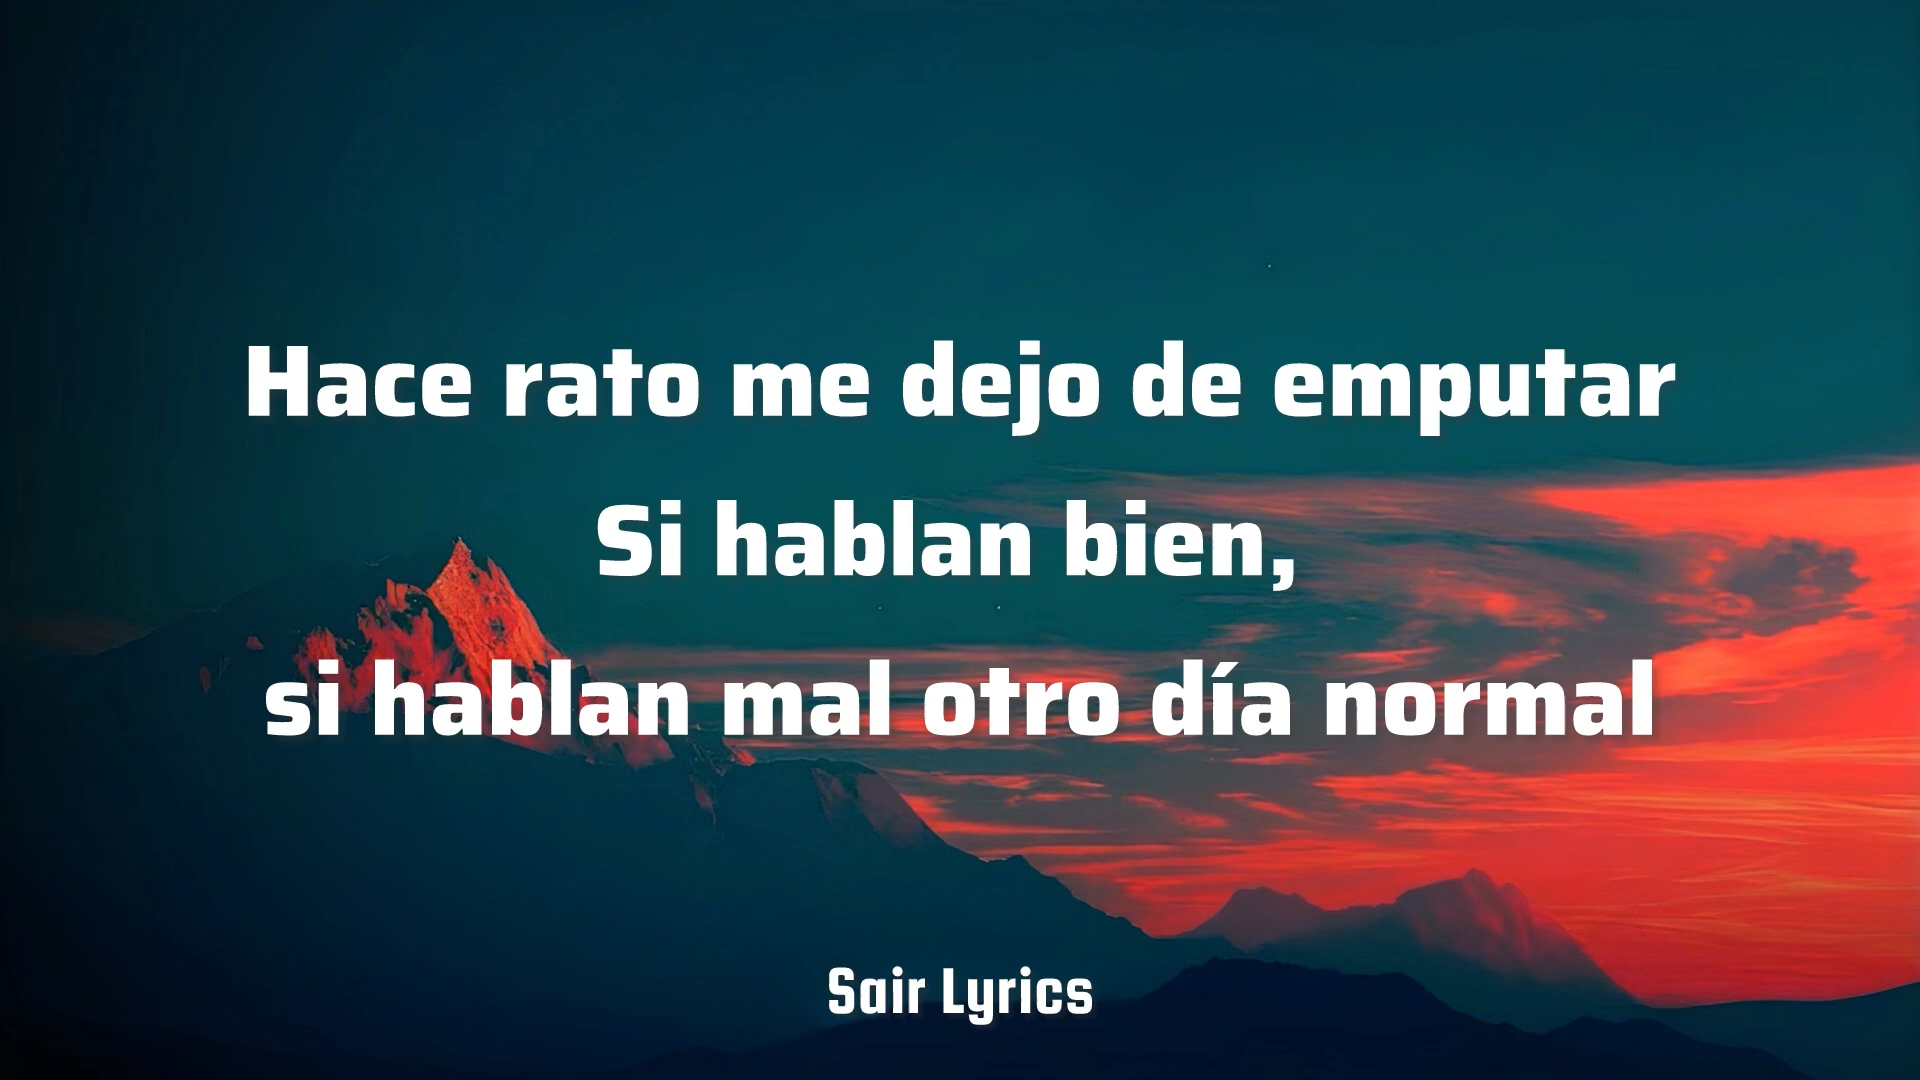 Hace rato me dejo de emputar
Si hablan bien,
si hablan mal otro día normal
Sair Lyrics